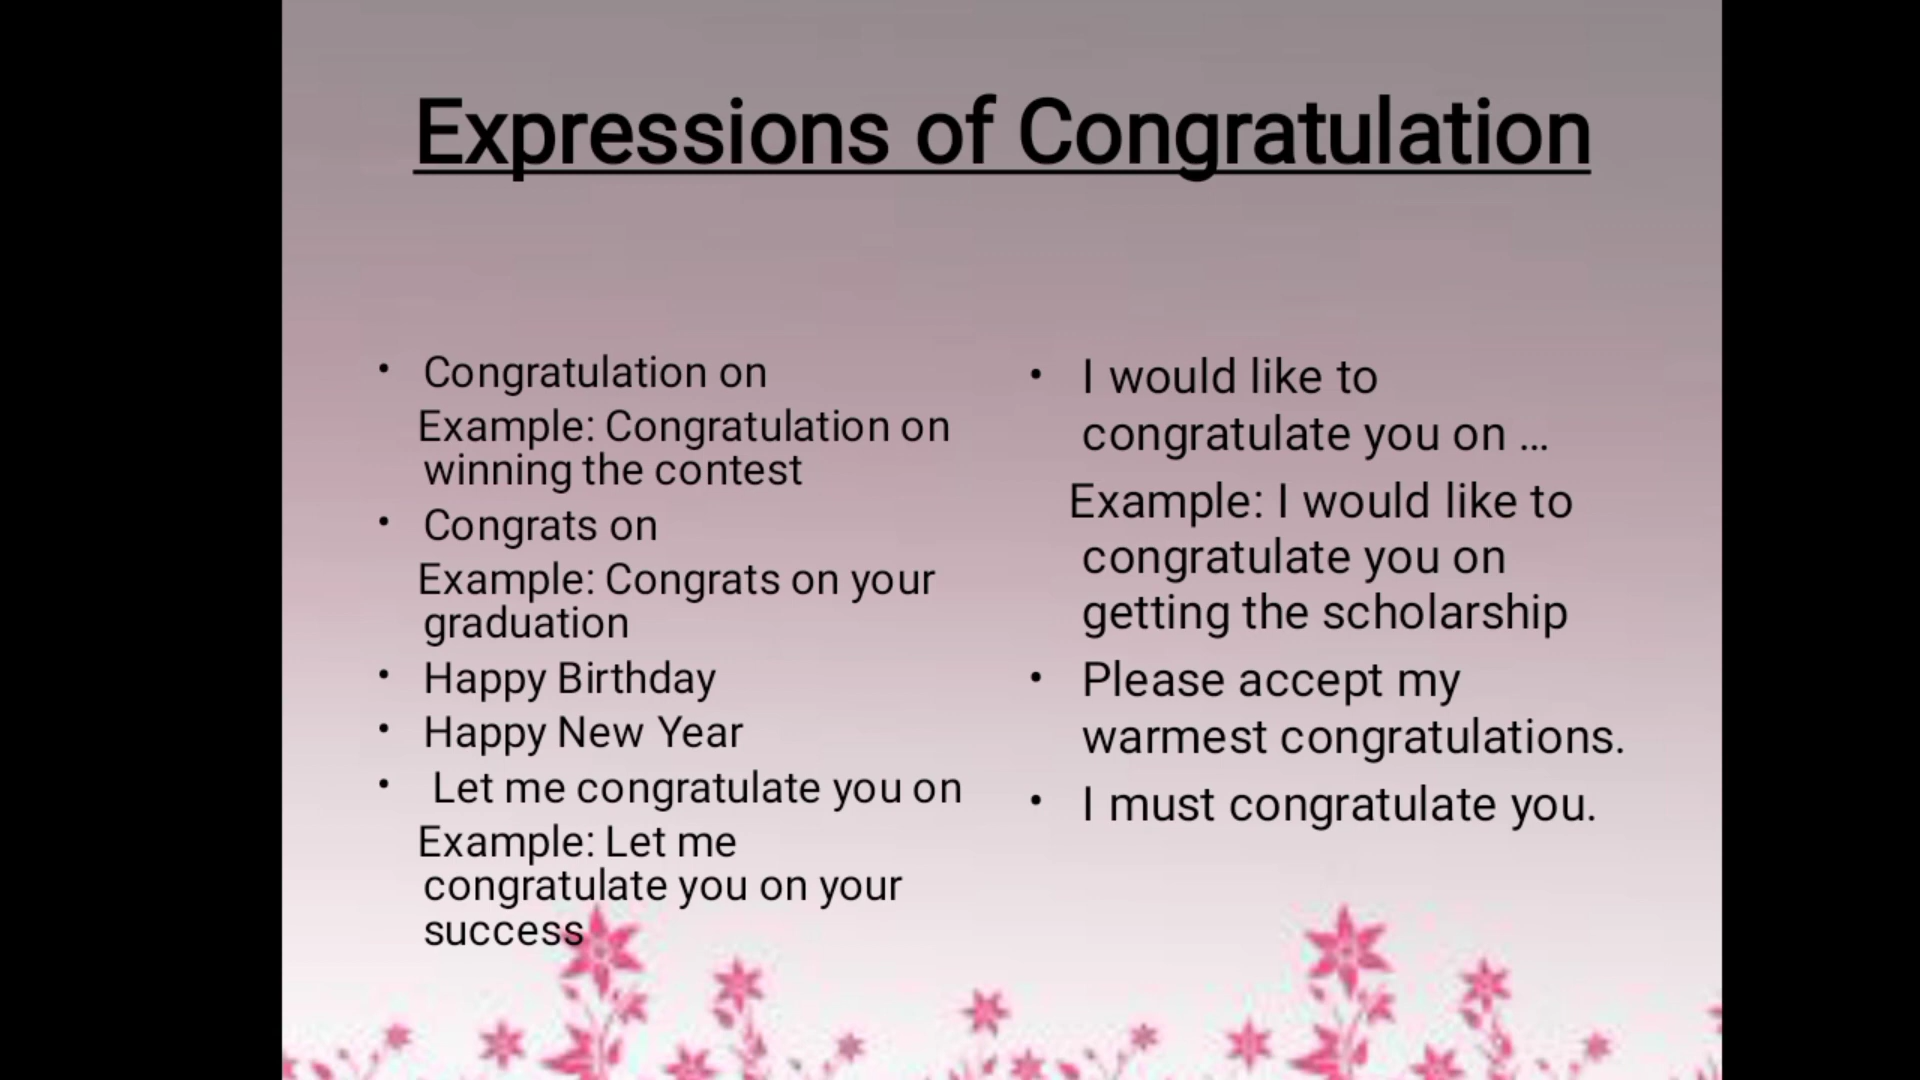 Expressions of Congratulation
• Congratulation on
Example: Congratulation on
winning the contest
• Congrats on
Example: Congrats on your
graduation
• Happy Birthday
• Happy New Year
• Let me congratulate you on
Example: Let me
congratulate you on your
success
• I would like to
congratulate you on ...
Example: I would like to
congratulate you on
getting the scholarship
• Please accept my
warmest congratulations.
• I must congratulate you.